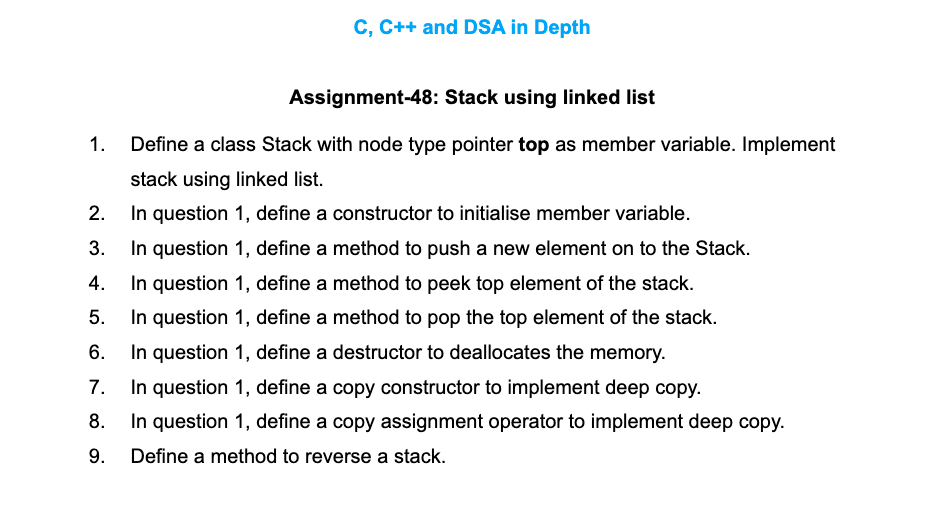 C, C++ and DSA in Depth
Assignment-48: Stack using linked list
1. Define a class Stack with node type pointer top as member variable. Implement
stack using linked list.
2. In question 1, define a constructor to initialise member variable.
3. In question 1, define a method to push a new element on to the Stack.
4. In question 1, define a method to peek top element of the stack.
5. In question 1, define a method to pop the top element of the stack.
6. In question 1, define a destructor to deallocates the memory.
7. In question 1, define a copy constructor to implement deep copy.
8. In question 1, define a copy assignment operator to implement deep copy.
9. Define a method to reverse a stack.